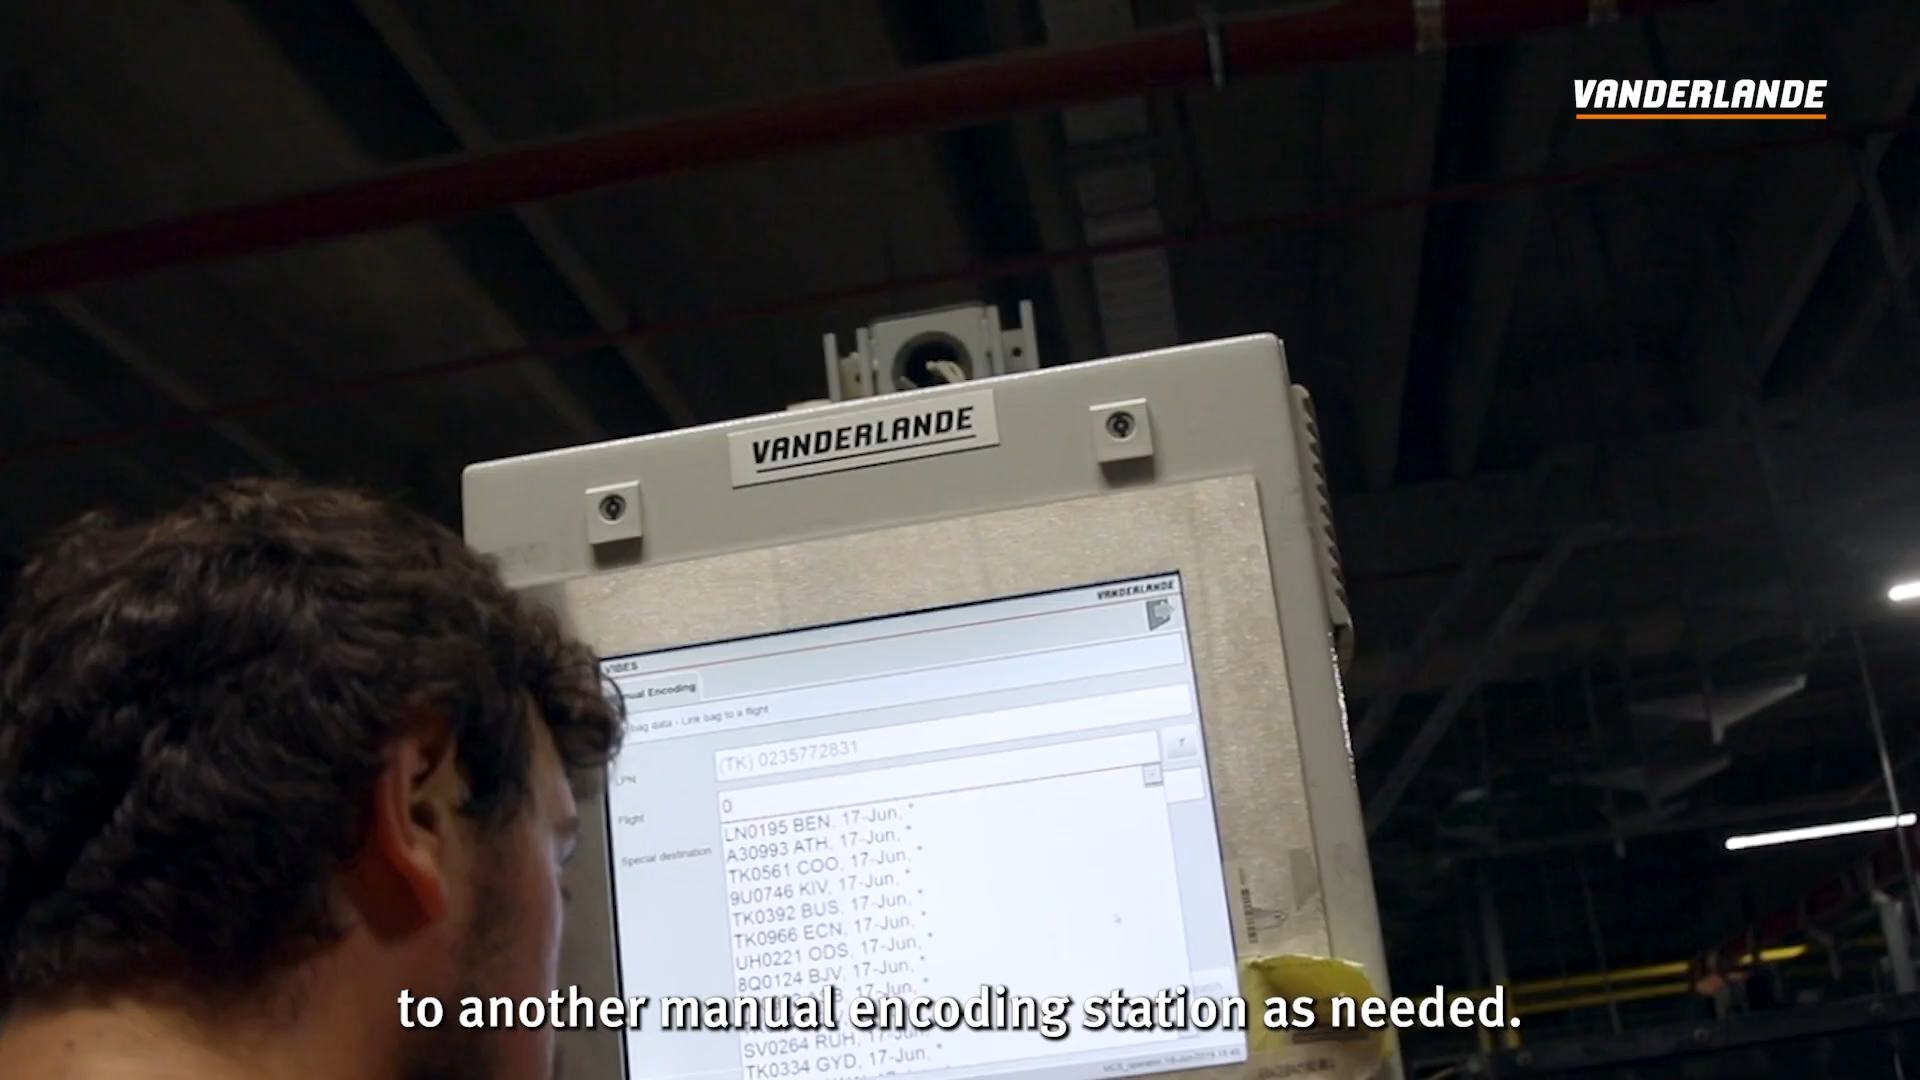 VANDERLANDE
VANDERLANDE
VANDERLANDE
VIBES
nual Encoding
bag data - Link bag to a flight
LPN
(TK) 0235772831
Flight
0
Special destination
LN0195 BEN, 17-Jun, *
A30993 ATH, 17-Jun, *
TK0561 COO, 17-Jun, *
9U0746 KIV, 17-Jun, *
TK0392 BUS, 17-Jun, *
TK0966 ECN, 17-Jun, *
UH0221 ODS, 17-Jun, *
8Q0124 BJV, 17-Jun, *
to another manual encoding station as needed.
SV0264 RUH, 17-Jun, *
TK0334 GYD, 17-Jun, *